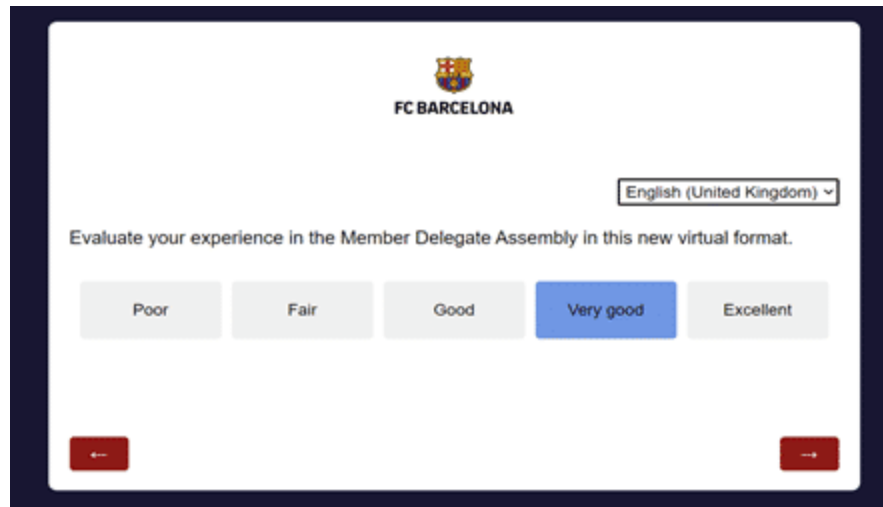 FC BARCELONA
English (United Kingdom)
Evaluate your experience in the Member Delegate Assembly in this new virtual format.
Poor Fair Good Very good Excellent
← →